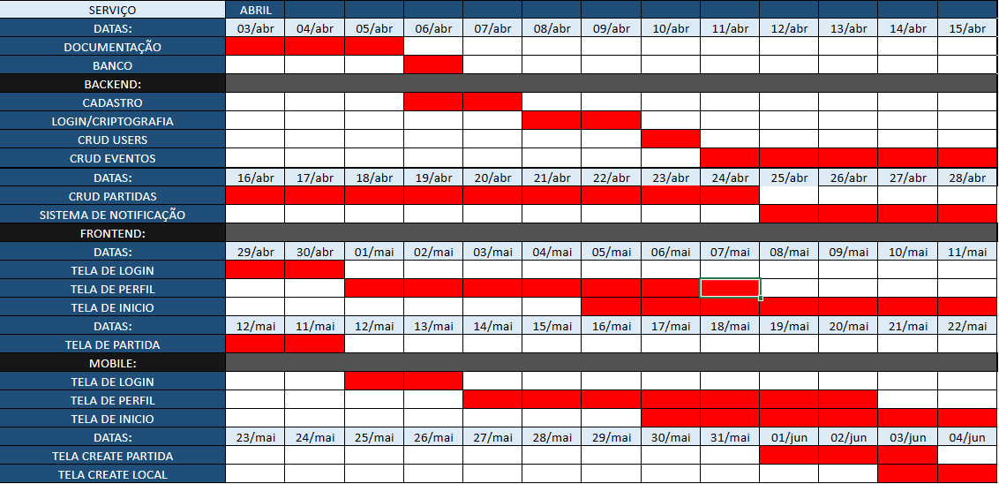 SERVIÇO ABRIL
DATAS: 03/abr 04/abr 05/abr 06/abr 07/abr 08/abr 09/abr 10/abr 11/abr 12/abr 13/abr 14/abr 15/abr
DOCUMENTAÇÃO
BANCO
BACKEND:
CADASTRO
LOGIN/CRIPTOGRAFIA
CRUD USERS
CRUD EVENTOS
DATAS: 16/abr 17/abr 18/abr 19/abr 20/abr 21/abr 22/abr 23/abr 24/abr 25/abr 26/abr 27/abr 28/abr
CRUD PARTIDAS
SISTEMA DE NOTIFICAÇÃO
FRONTEND:
DATAS: 29/abr 30/abr 01/mai 02/mai 03/mai 04/mai 05/mai 06/mai 07/mai 08/mai 09/mai 10/mai 11/mai
TELA DE LOGIN
TELA DE PERFIL
TELA DE INICIO
DATAS: 12/mai 11/mai 12/mai 13/mai 14/mai 15/mai 16/mai 17/mai 18/mai 19/mai 20/mai 21/mai 22/mai
TELA DE PARTIDA
MOBILE:
TELA DE LOGIN
TELA DE PERFIL
TELA DE INICIO
DATAS: 23/mai 24/mai 25/mai 26/mai 27/mai 28/mai 29/mai 30/mai 31/mai 01/jun 02/jun 03/jun 04/jun
TELA CREATE PARTIDA
TELA CREATE LOCAL